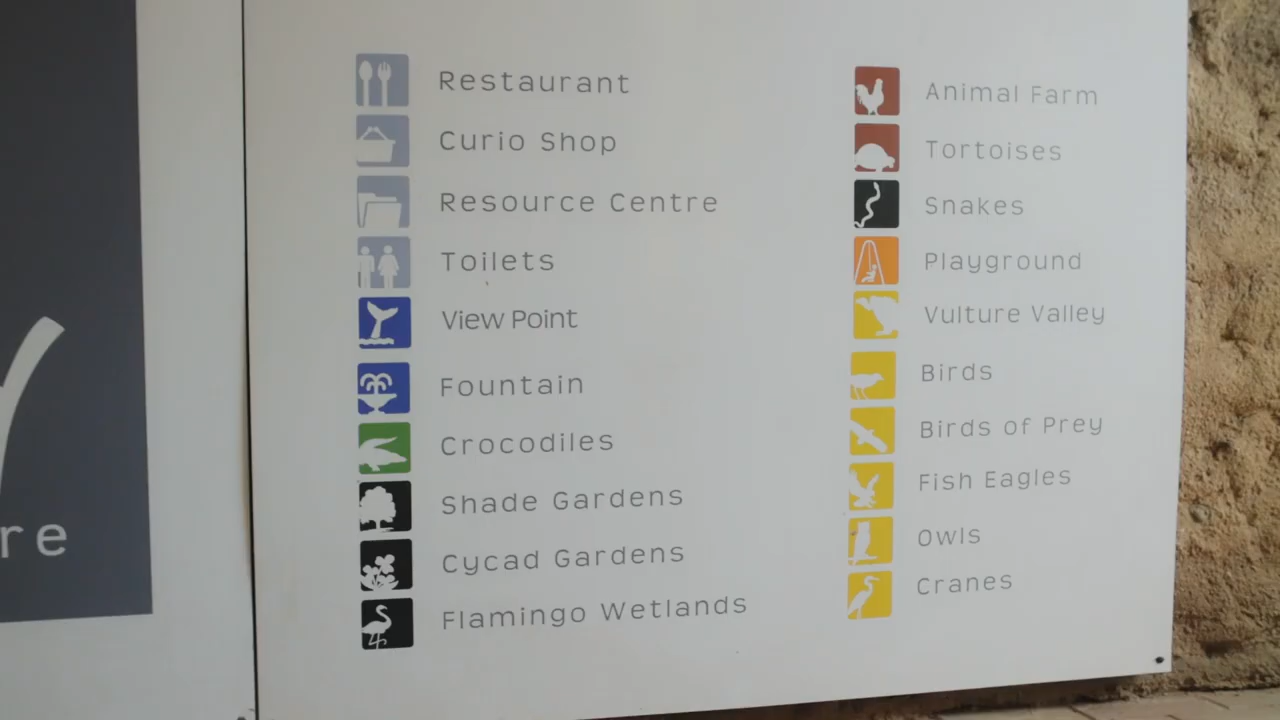 re
Restaurant
Curio Shop
Resource Centre
Toilets
View Point
Fountain
Crocodiles
Shade Gardens
Cycad Gardens
Flamingo Wetlands
Animal Farm
Tortoises
Snakes
Playground
Vulture Valley
Birds
Birds of Prey
Fish Eagles
Owls
Cranes